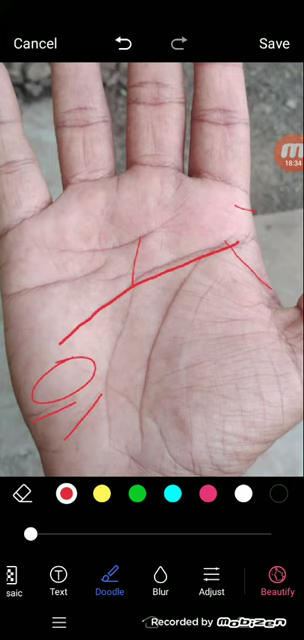 Cancel
Save
18:34
saic
Text
Doodle
Blur
Adjust
Beautify
Recorded by mobizen